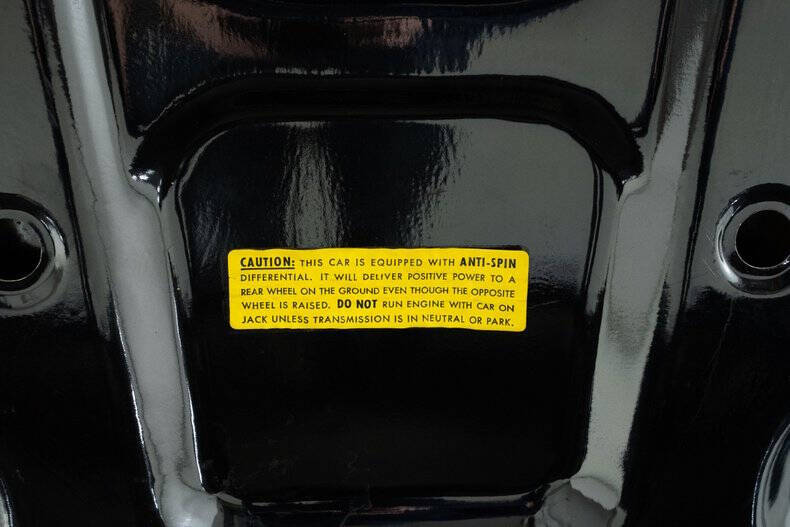 CAUTION: THIS CAR IS EQUIPPED WITH ANTI-SPIN
DIFFERENTIAL. IT WILL DELIVER POSITIVE POWER TO A
REAR WHEEL ON THE GROUND EVEN THOUGH THE OPPOSITE
WHEEL IS RAISED. DO NOT RUN ENGINE WITH CAR ON
JACK UNLESS TRANSMISSION IS IN NEUTRAL OR PARK.